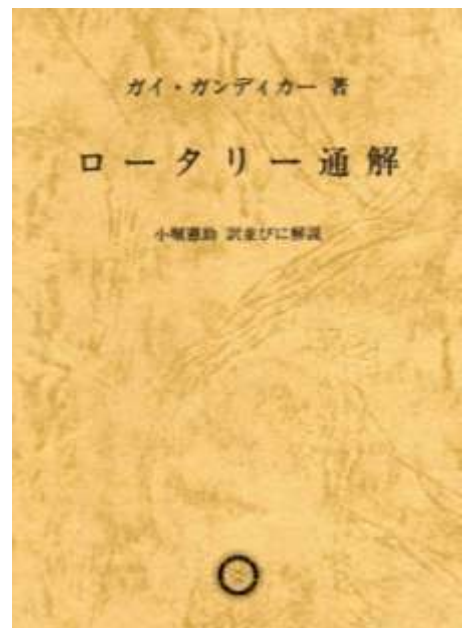 ガイ・ガンディカー 著
ロータリー通解
小堀憲助 訳並びに解説